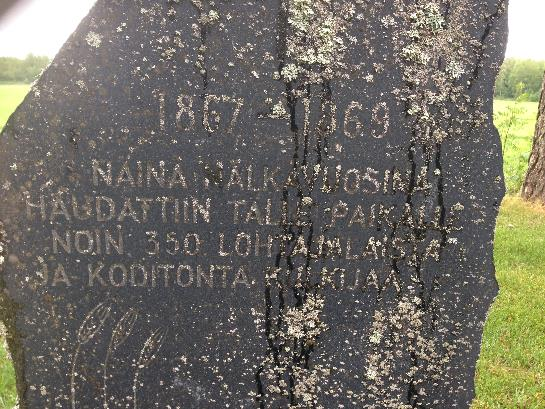 1867 - 1869
NÄINÄ NÄLKÄVUOSINA
HAUDATTIIN TÄLLE PAIKALLE
NOIN 350 LOHTAJALAISTA
JA KODITONTA KULKIJAA